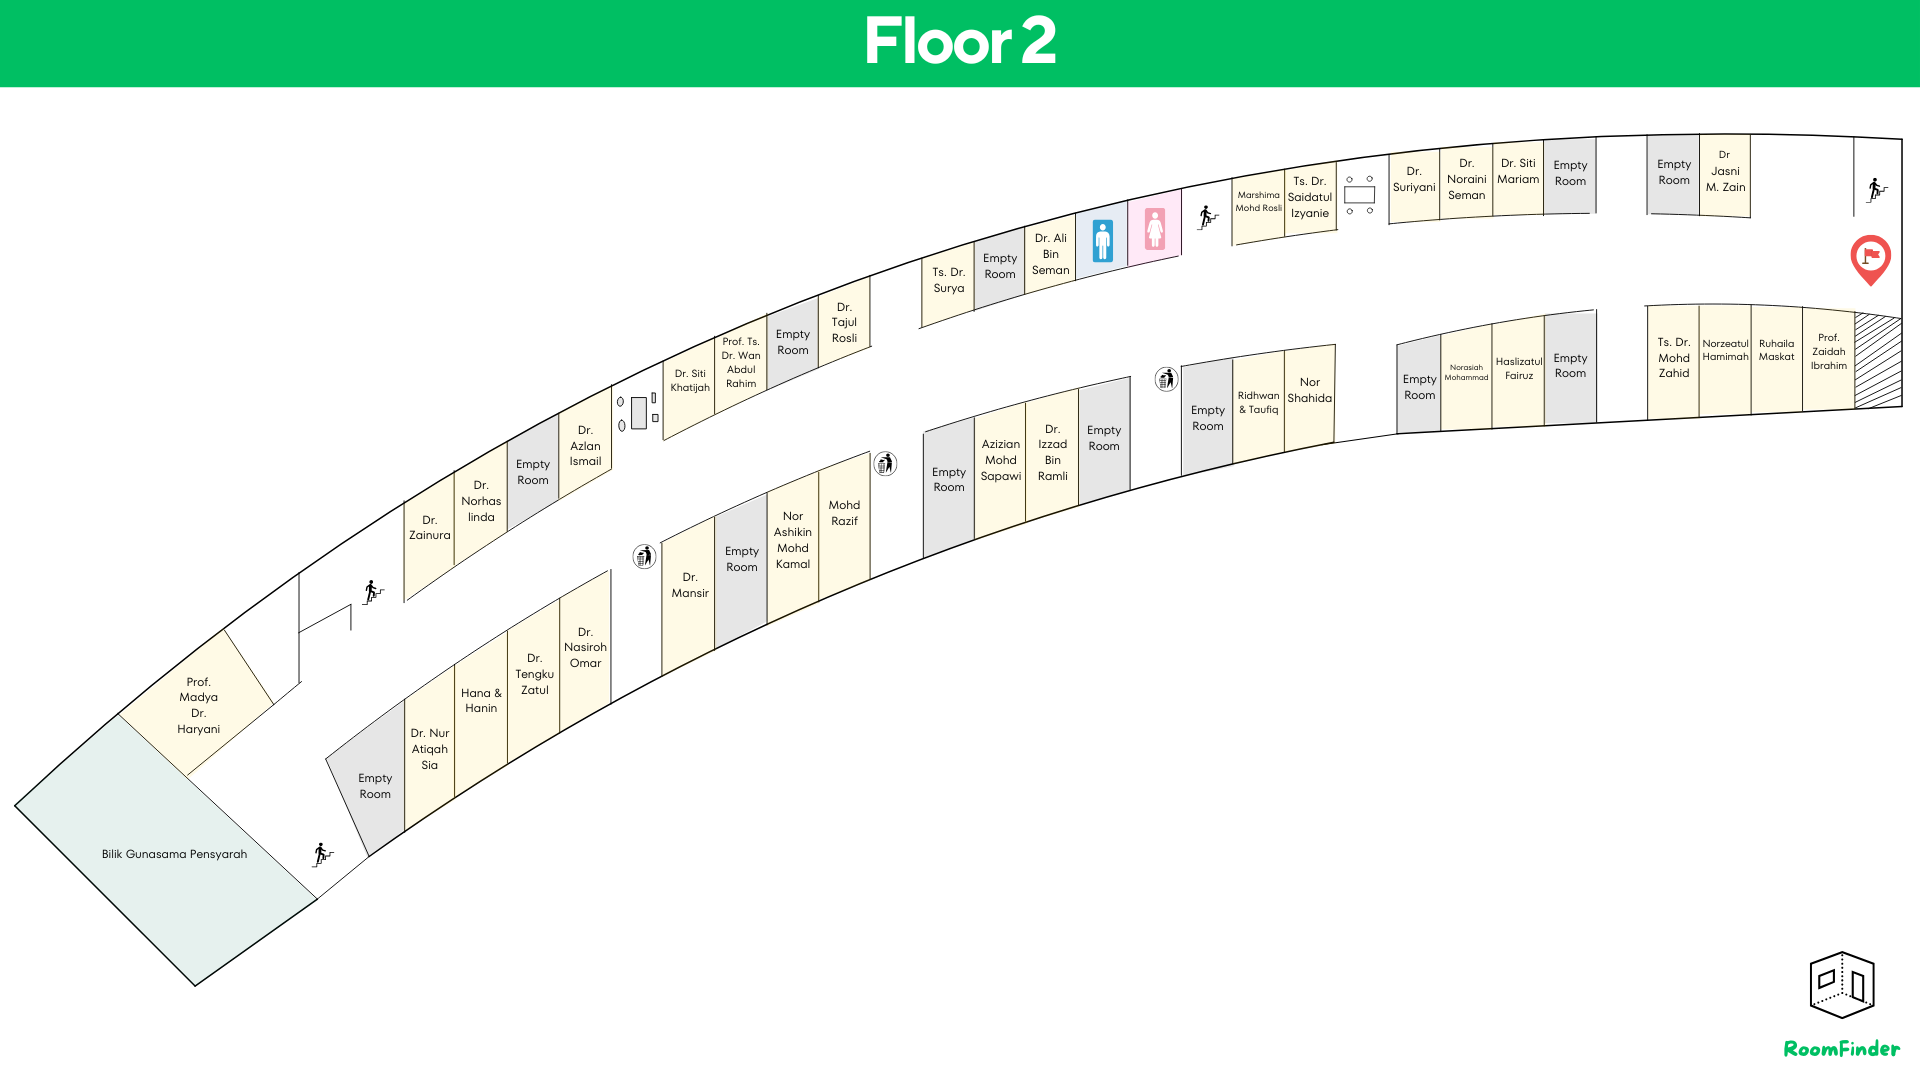 Floor 2
Dr
Jasni
M. Zain
Empty
Room
Empty
Room
Dr. Siti
Mariam
Dr.
Noraini
Seman
Dr.
Suriyani
Ts. Dr.
Saidatul
Izyanie
Marshima
Mohd Rosli
Dr. Ali
Bin
Seman
Empty
Room
Ts. Dr.
Surya
Dr.
Tajul
Rosli
Empty
Room
Prof. Ts.
Dr. Wan
Abdul
Rahim
Dr. Siti
Khatijah
Dr.
Azlan
Ismail
Empty
Room
Dr.
Norhas
linda
Dr.
Zainura
Prof.
Madya
Dr.
Haryani
Bilik Gunasama Pensyarah
Empty
Room
Dr. Nur
Atiqah
Sia
Hana &
Hanin
Dr.
Tengku
Zatul
Dr.
Nasiroh
Omar
Dr.
Mansir
Empty
Room
Nor
Ashikin
Mohd
Kamal
Mohd
Razif
Empty
Room
Azizian
Mohd
Sapawi
Dr.
Izzad
Bin
Ramli
Empty
Room
Empty
Room
Ridhwan
& Taufiq
Nor
Shahida
Empty
Room
Norasiah
Mohammad
Haslizatul
Fairuz
Empty
Room
Ts. Dr.
Mohd
Zahid
Norzeatul
Hamimah
Ruhaila
Maskat
Prof.
Zaidah
Ibrahim
RoomFinder